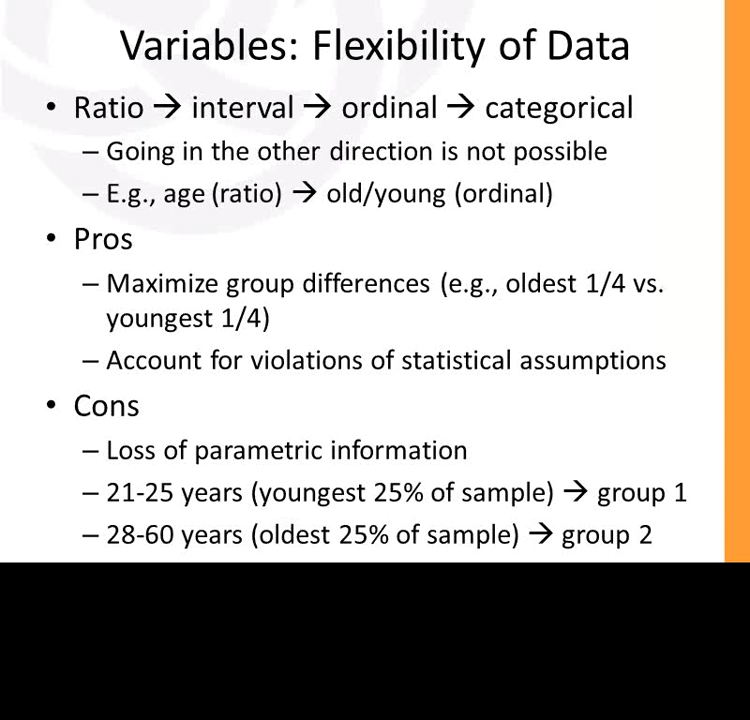 Variables: Flexibility of Data
• Ratio → interval → ordinal → categorical
– Going in the other direction is not possible
– E.g., age (ratio) → old/young (ordinal)
• Pros
– Maximize group differences (e.g., oldest 1/4 vs.
youngest 1/4)
– Account for violations of statistical assumptions
• Cons
– Loss of parametric information
– 21-25 years (youngest 25% of sample) → group 1
– 28-60 years (oldest 25% of sample) → group 2